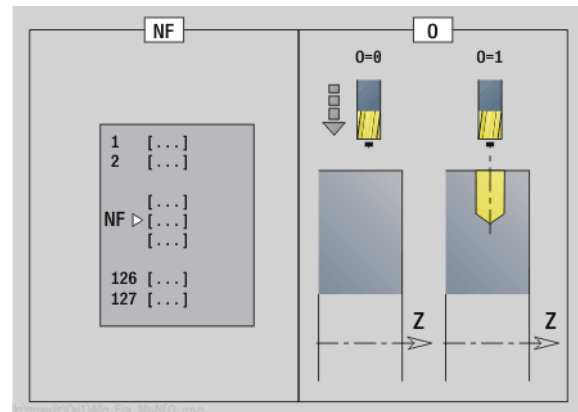 NF
1 [...]
2 [...]
[...]
NF [...]
[...]
126 [...]
127 [...]
O
O=0 O=1
Z Z